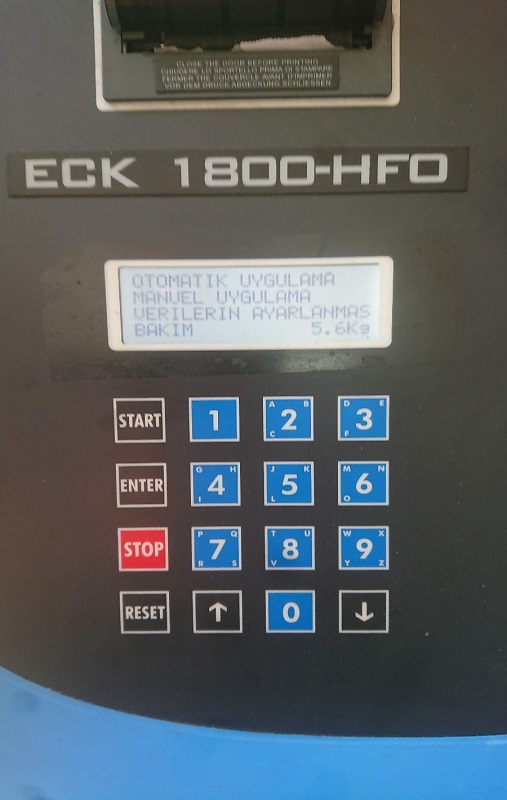 CLOSE THE DOOR BEFORE PRINTING
CHIUDERE LO SPORTELLO PRIMA DI STAMPARE
FERMER THE COUVERCLE AVANT D'IMPRIMER
VOR DEM DRUCK ABDECKUNG SCHLIESSEN
ECK 1800-HFO
OTOMATIK UYGULAMA
MANUEL UYGULAMA
VERILERIN AYARLANMAS
BAKIM 5.6Kg
START 1 A B 2 C D E 3 F
ENTER G H 4 I J K 5 L M N 6 O
STOP P Q 7 R S T U 8 V W X 9 Y Z
RESET ↑ 0 ↓